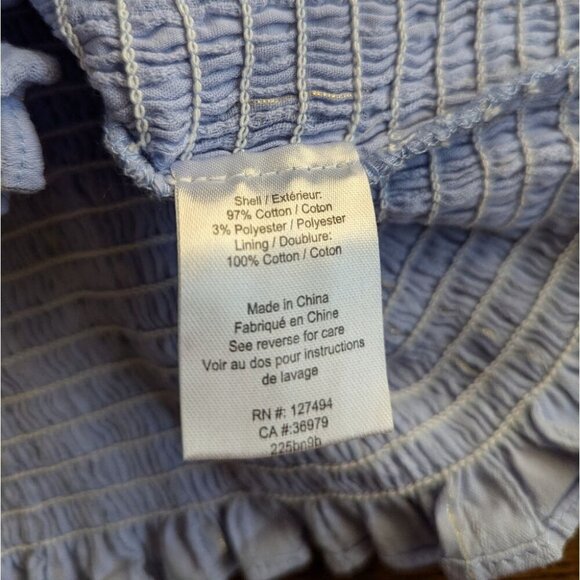 Shell / Extérieur:
97% Cotton / Coton
3% Polyester / Polyester
Lining / Doublure:
100% Cotton / Coton
Made in China
Fabriqué en Chine
See reverse for care
Voir au dos pour instructions
de lavage
RN #: 127494
CA #:36979
225bn9b